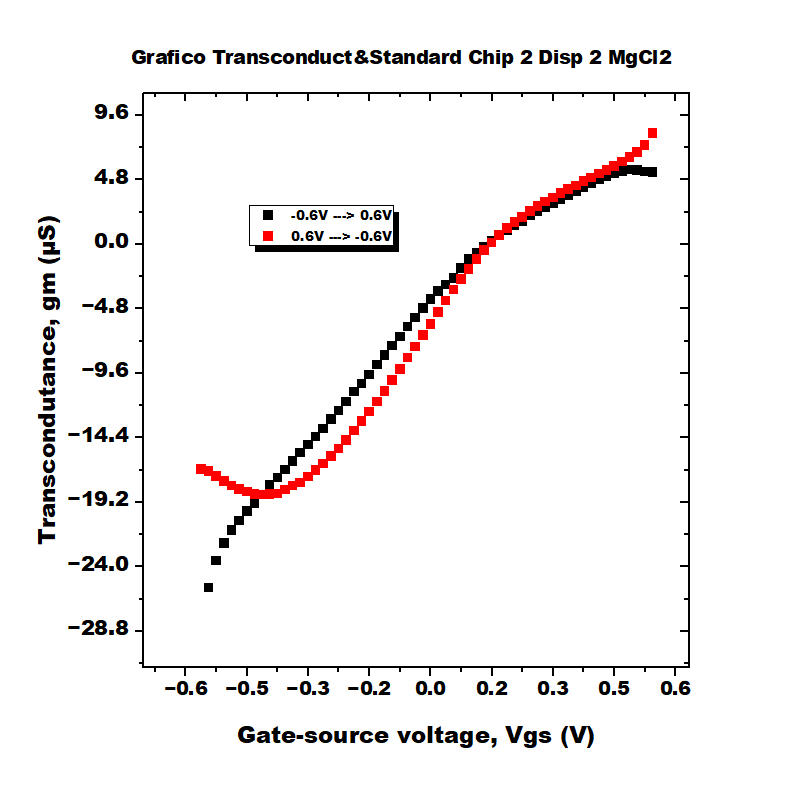 Grafico Transconduct&Standard Chip 2 Disp 2 MgCl2
9.6
4.8
0.0
−4.8
−9.6
−14.4
−19.2
−24.0
−28.8
Transcondutance, gm (µS)
-0.6V ---> 0.6V
0.6V ---> -0.6V
−0.6 −0.5 −0.3 −0.2 0.0 0.2 0.3 0.5 0.6
Gate-source voltage, Vgs (V)